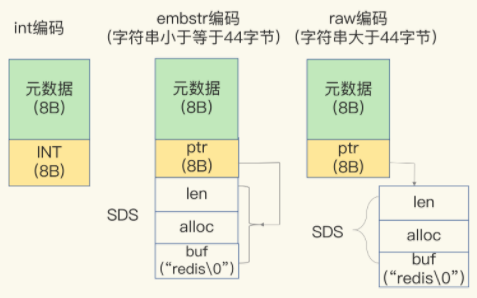 int编码
embstr编码
(字符串小于等于44字节)
raw编码
(字符串大于44字节)
元数据
(8B)
INT
(8B)
元数据
(8B)
ptr
(8B)
SDS
len
alloc
buf
(“redis\0”)
元数据
(8B)
ptr
(8B)
SDS
len
alloc
buf
(“redis\0”)